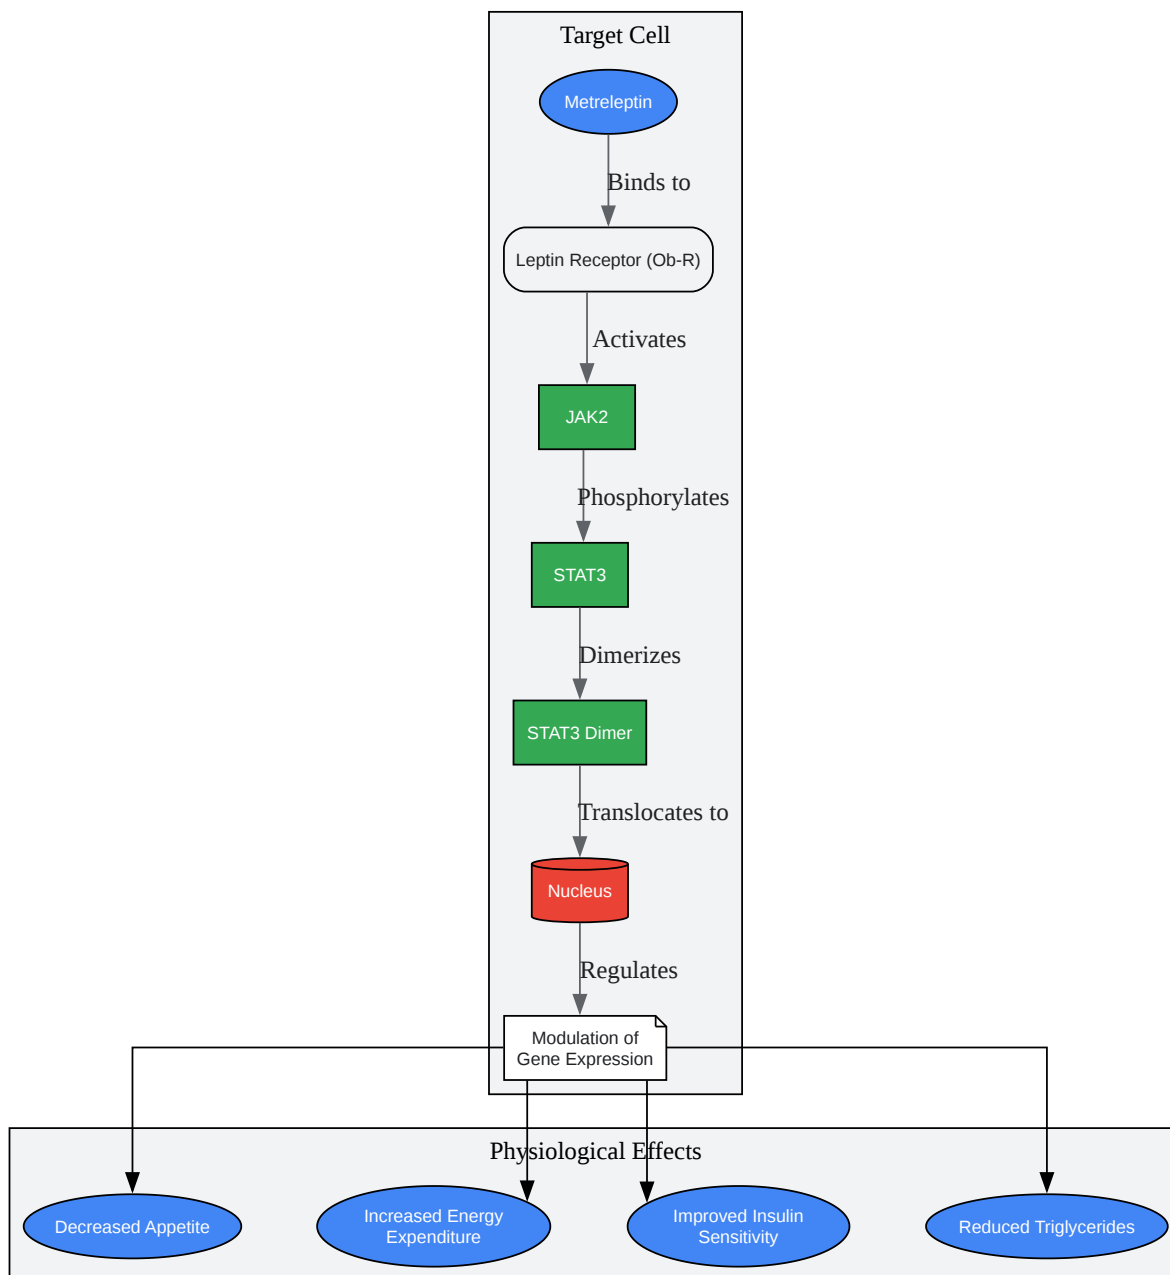 Target Cell
Metreleptin
Binds to
Leptin Receptor (Ob-R)
Activates
JAK2
Phosphorylates
STAT3
Dimerizes
STAT3 Dimer
Translocates to
Nucleus
Regulates
Modulation of
Gene Expression
Physiological Effects
Decreased Appetite
Increased Energy
Expenditure
Improved Insulin
Sensitivity
Reduced Triglycerides